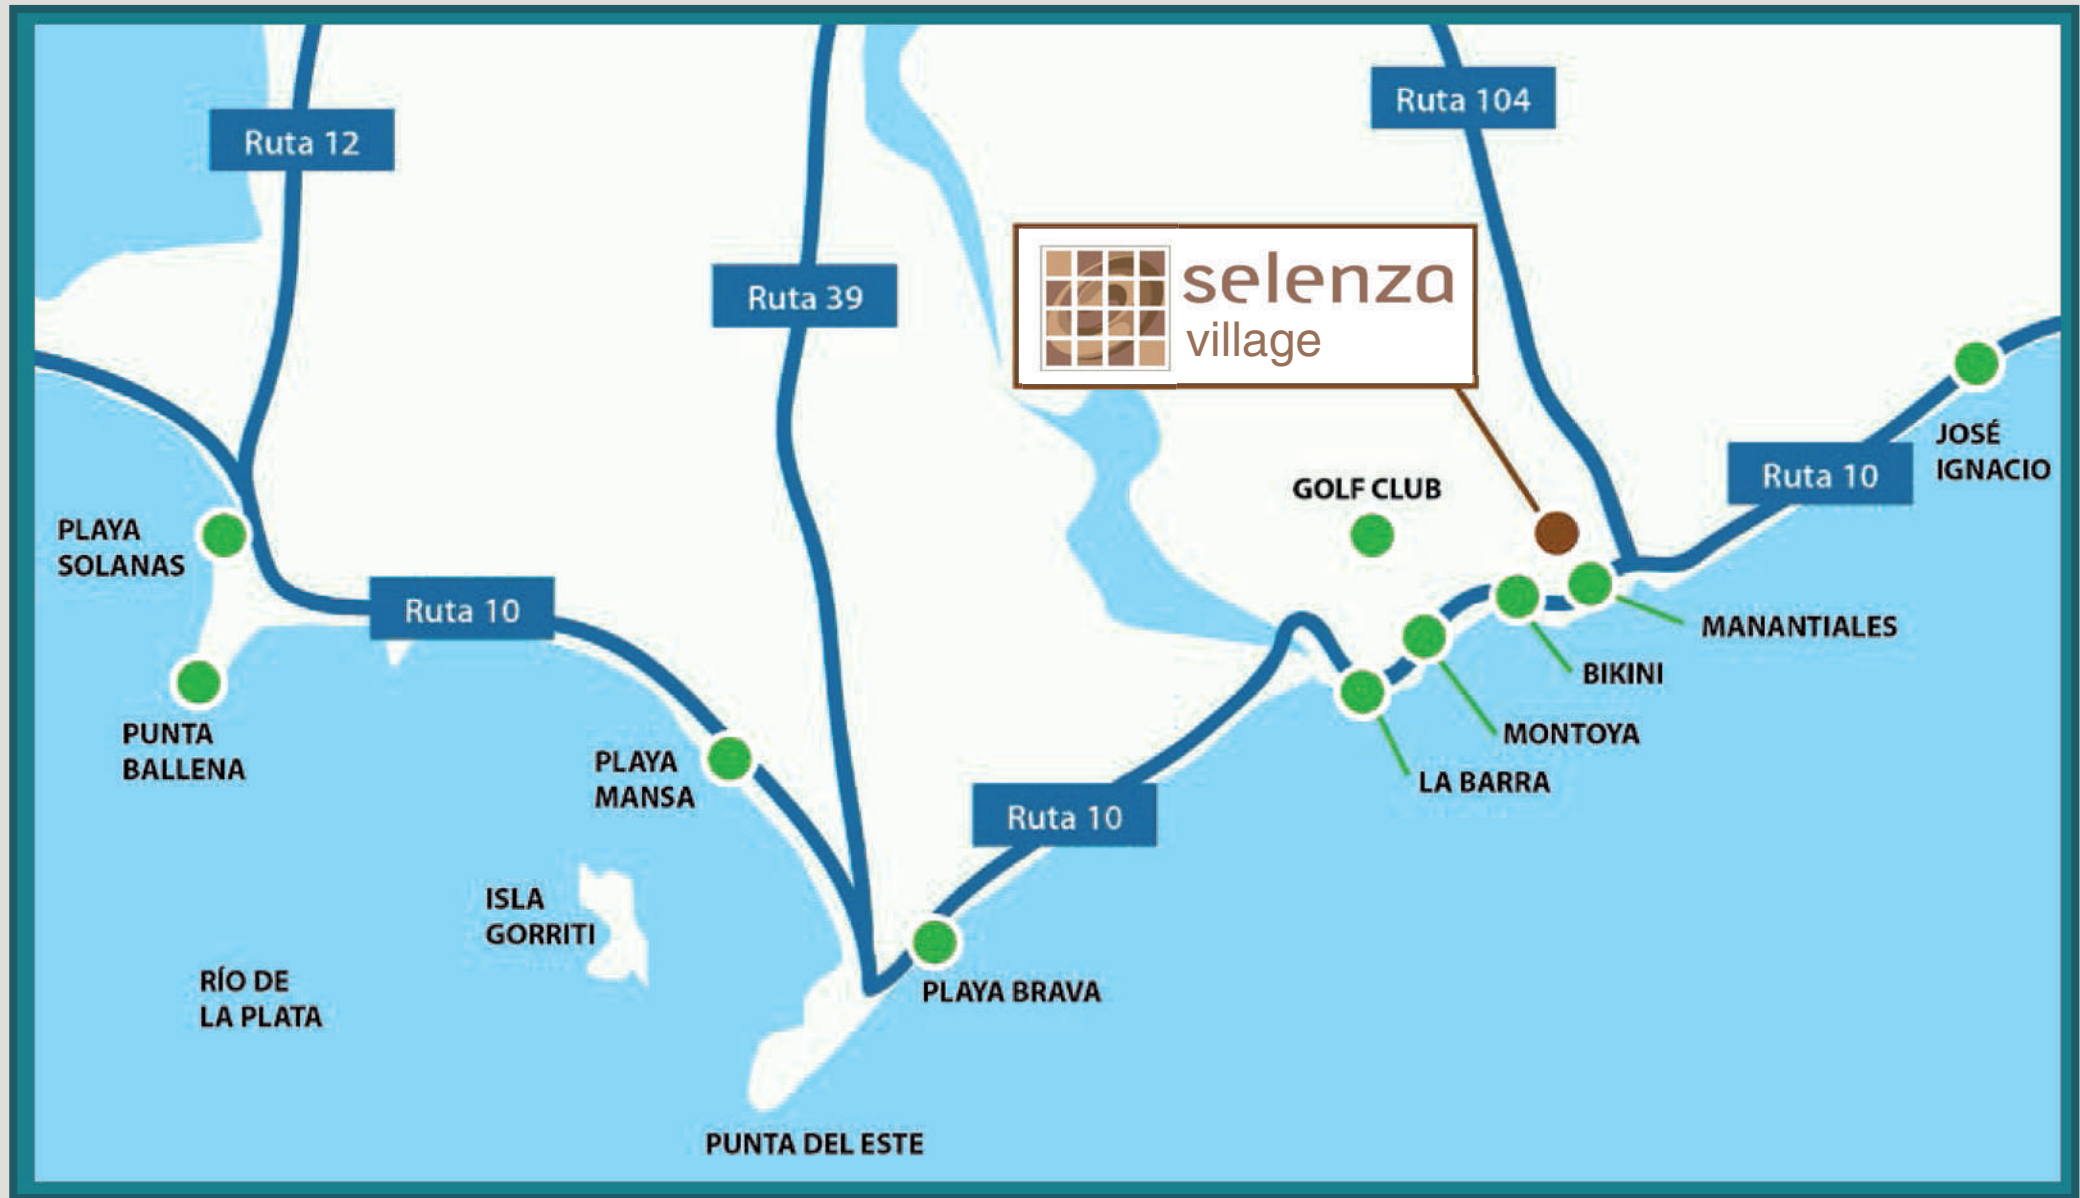 Ruta 104
Ruta 12
selenza
village
Ruta 39
JOSÉ
IGNACIO
Ruta 10
GOLF CLUB
PLAYA
SOLANAS
Ruta 10
MANANTIALES
BIKINI
MONTOYA
LA BARRA
PUNTA
BALLENA
PLAYA
MANSA
Ruta 10
ISLA
GORRITI
RÍO DE
LA PLATA
PLAYA BRAVA
PUNTA DEL ESTE